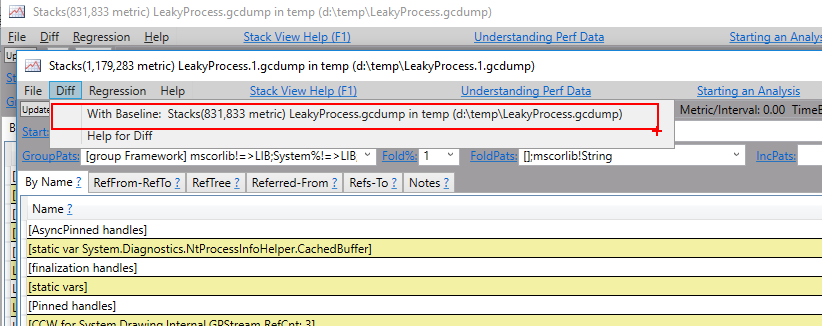 Stacks(831,833 metric) LeakyProcess.gcdump in temp (d:\temp\LeakyProcess.gcdump)
File Diff Regression Help Stack View Help (F1) Understanding Perf Data Starting an Analysis
Stacks(1,179,283 metric) LeakyProcess.1.gcdump in temp (d:\temp\LeakyProcess.1.gcdump)
File Diff Regression Help Stack View Help (F1) Understanding Perf Data Starting an Analysis
Update
With Baseline: Stacks(831,833 metric) LeakyProcess.gcdump in temp (d:\temp\LeakyProcess.gcdump)
Metric/Interval: 0.00
Start:
Help for Diff
GroupPats: [group Framework] mscorlib!=>LIB;System%!=>LIB, Fold%: 1 FoldPats: [];mscorlib!String IncPats:
By Name ? RefFrom-RefTo ? RefTree ? Referred-From ? Refs-To ? Notes ?
Name ?
[AsyncPinned handles]
[static var System.Diagnostics.NtProcessInfoHelper.CachedBuffer]
[finalization handles]
[static vars]
[Pinned handles]
[CCW for System.Drawing.Internal.GPStream RefCnt: 3]